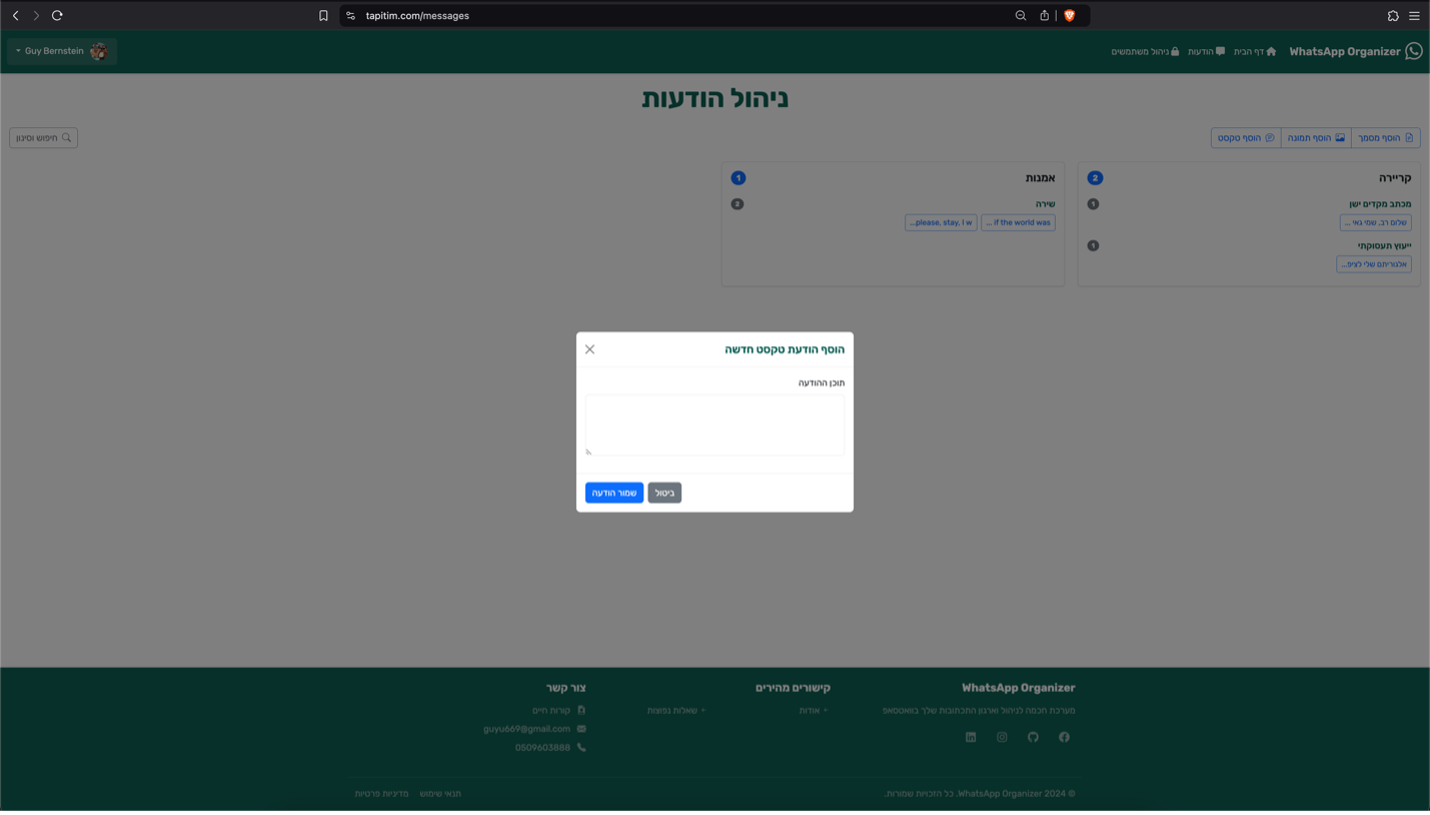 tapitim.com/messages
WhatsApp Organizer
דף הבית
הודעות
ניהול משתמשים
Guy Bernstein
ניהול הודעות
הוסף מסמך
הוסף תמונה
הוסף טקסט
חיפוש וסינון
קריירה
2
מכתב מקדים ישן
1
שלום רב, שמי גאי ...
ייעוץ תעסוקתי
1
אלגוריתם שלי לציפ...
אמנות
1
שירה
2
if the world was ...
please, stay, I w...
הוסף הודעת טקסט חדשה
תוכן ההודעה
ביטול
שמור הודעה
WhatsApp Organizer
מערכת חכמה לניהול וארגון התכתובות שלך בוואטסאפ
קישורים מהירים
אודות
שאלות נפוצות
צור קשר
קורות חיים
guyu669@gmail.com
0509603888
© 2024 WhatsApp Organizer. כל הזכויות שמורות.
תנאי שימוש
מדיניות פרטיות